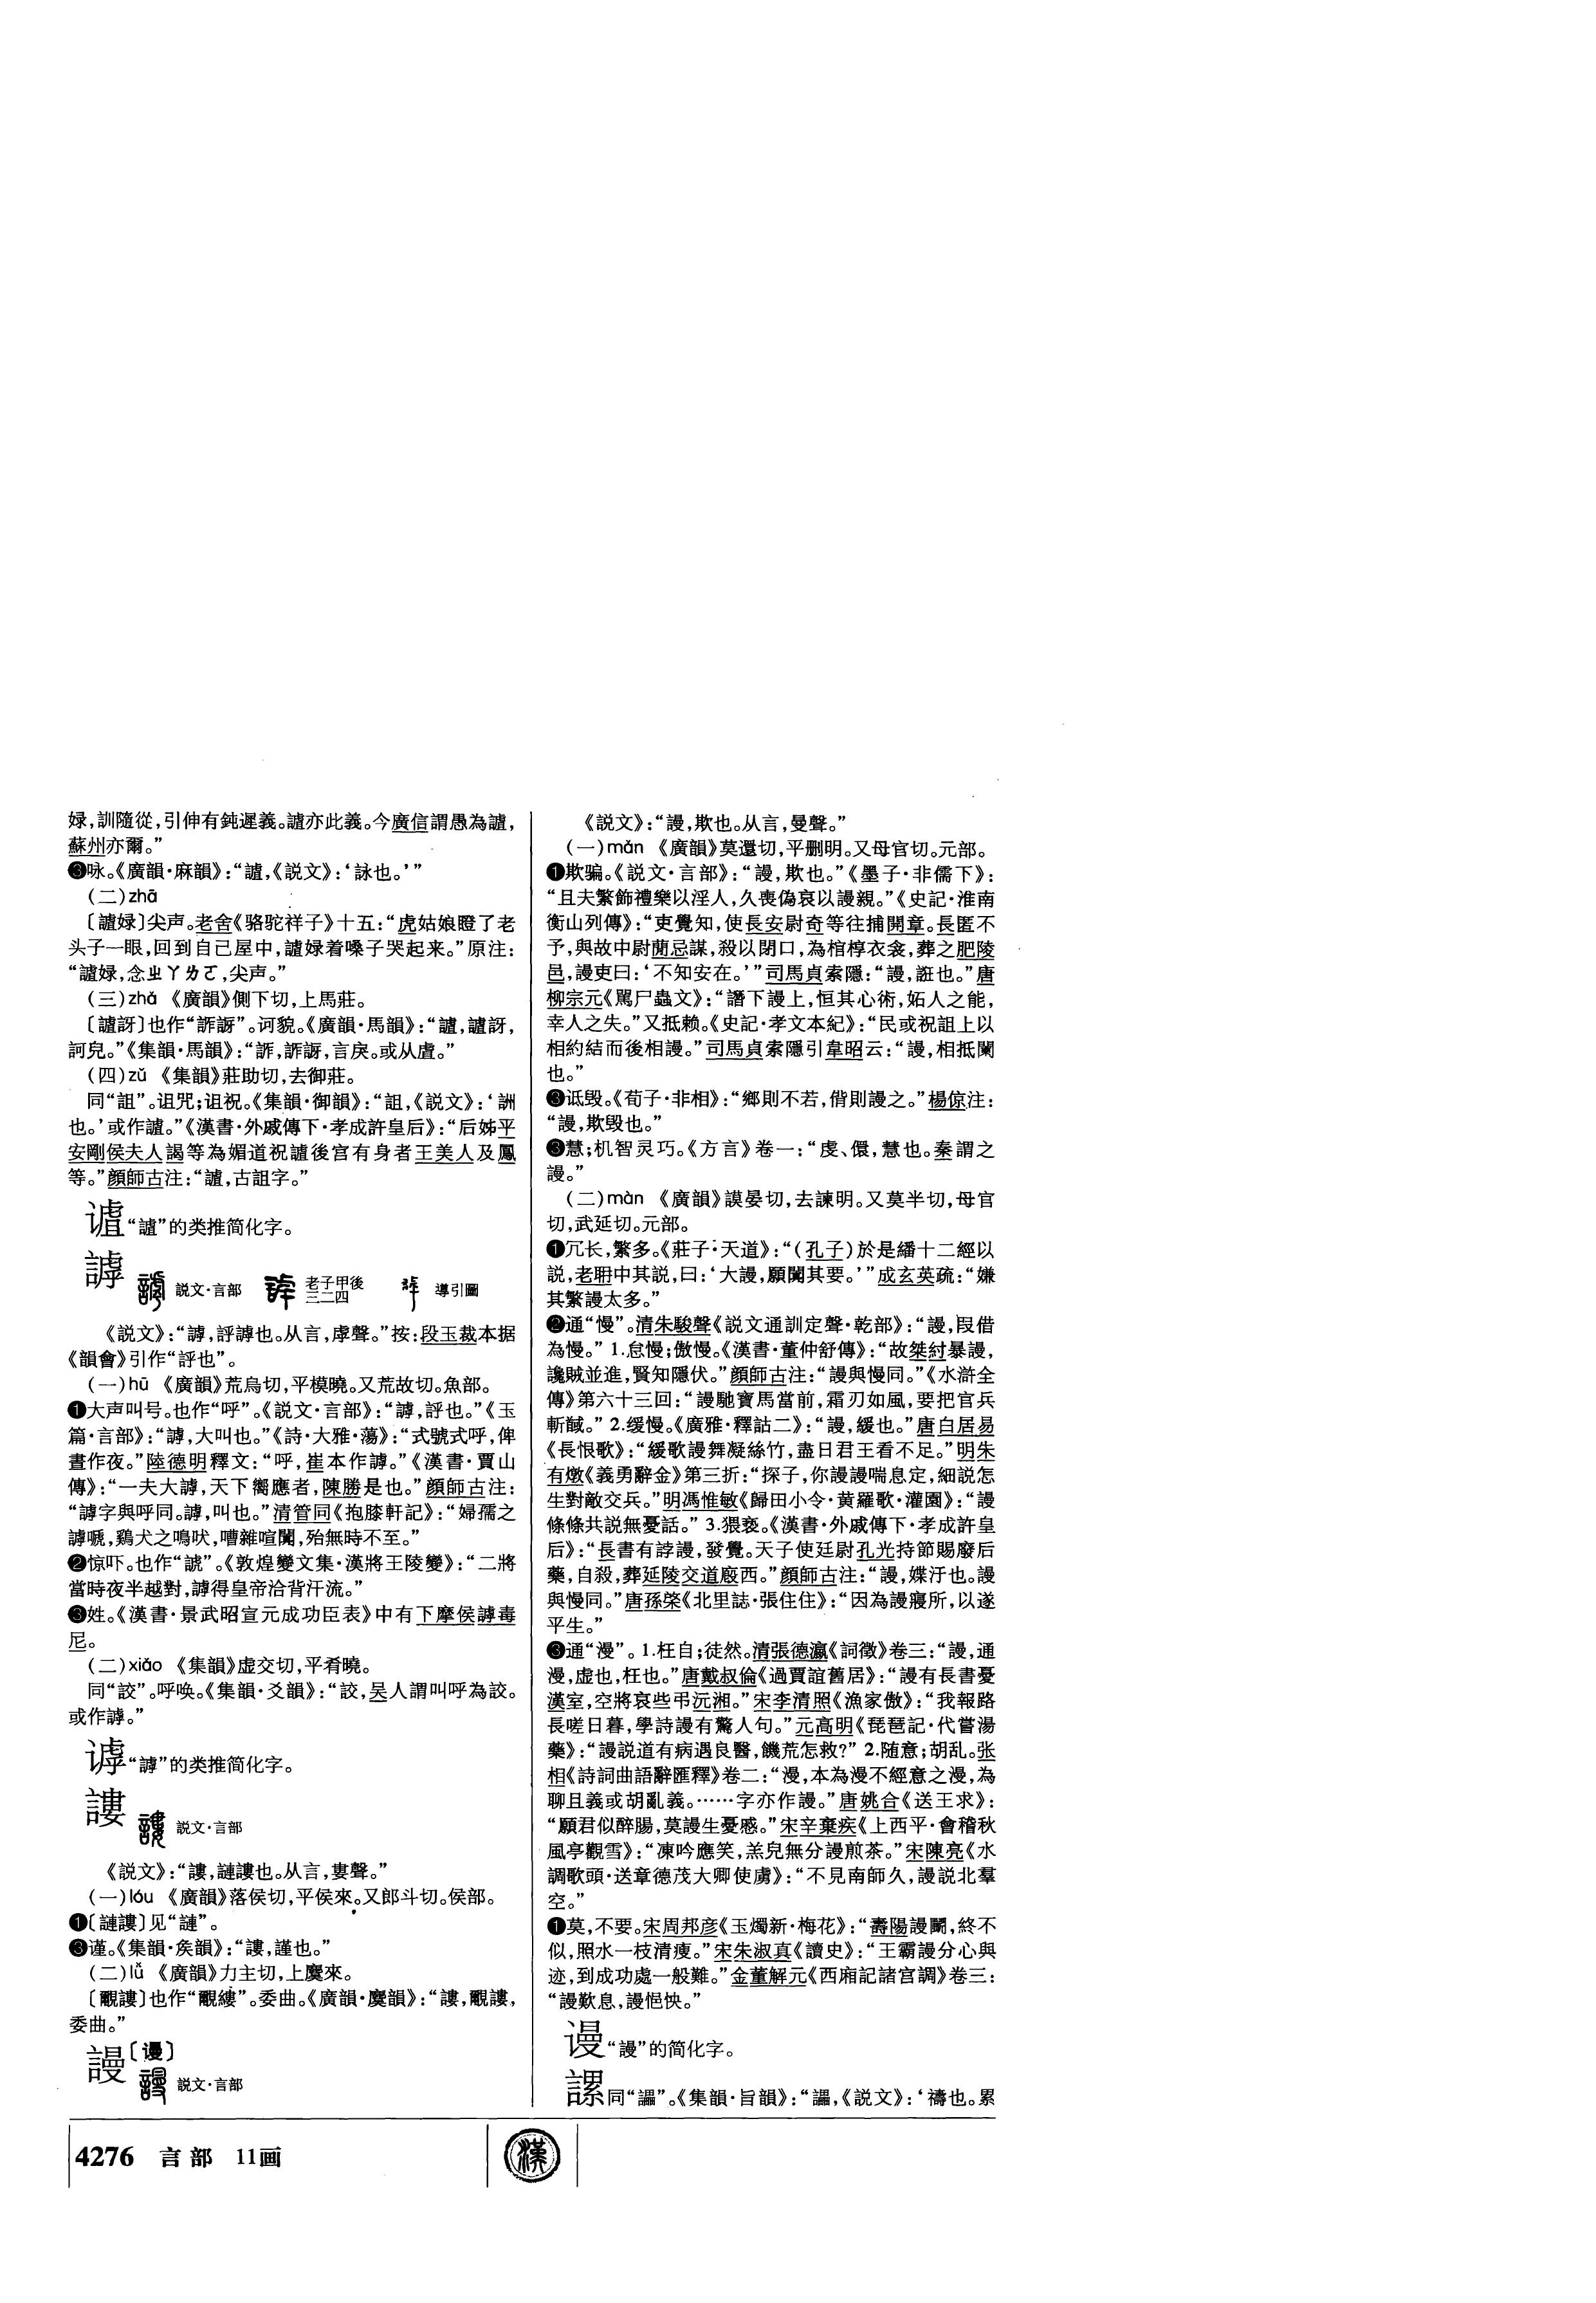 娽，訓隨從，引伸有鈍遲義。謯亦此義。今廣信謂愚為謯，
蘇州亦爾。”
❸咏。《廣韻·麻韻》：“謯，《説文》：‘詠也。’”
（二）zhā
〔謯娽〕尖声。老舍《骆驼祥子》十五：“虎姑娘瞪了老
头子一眼，回到自己屋中，謯娽着嗓子哭起来。”原注：
“謯娽，念ㄓㄚㄌㄛ，尖声。”
（三）zhǎ 《廣韻》側下切，上馬莊。
〔謯訝〕也作“詐謑”。诃貌。《廣韻·馬韻》：“謯，謯訝，
訶皃。”《集韻·馬韻》：“詐，詐，言戾。或从虘。”
（四）zǔ 《集韻》莊助切，去御莊。
同“詛”。诅咒；诅祝。《集韻·御韻》：“詛，《説文》：‘詶
也。’或作謯。”《漢書·外戚傳下·孝成許皇后》：“后姊平
安剛侯夫人謁等為媚道祝謯後宫有身者王美人及鳳
等。”顔師古注：“謯，古詛字。”
“謯”的类推简化字。
謼 説文·言部 老子甲後三二四 導引圖
《説文》：“謼，評謼也。从言，虖聲。”按：段玉裁本据
《韻會》引作“評也”。
（一）hū 《廣韻》荒烏切，平模曉。又荒故切。魚部。
❶大声叫号。也作“呼”。《説文·言部》：“謼，評也。”《玉
篇·言部》：“謼，大叫也。”《詩·大雅·蕩》：“式號式呼，俾
晝作夜。”陸德明釋文：“呼，崔本作謼。”《漢書·賈山
傳》：“一夫大謼，天下嚮應者，陳勝是也。”顔師古注：
“謼字與呼同。謼，叫也。”清管同《抱膝軒記》：“婦孺之
謼嗁，鷄犬之鳴吠，嘈雜喧闐，殆無時不至。”
❷惊吓。也作“諕”。《敦煌變文集·漢將王陵變》：“二將
當時夜半越對，謼得皇帝洽背汗流。”
❸姓。《漢書·景武昭宣元成功臣表》中有下摩侯謼毒
尼。
（二）xiāo 《集韻》虚交切，平肴曉。
同“詨”。呼唤。《集韻·爻韻》：“詨，吴人謂叫呼為詨。
或作謼。”
“謼”的类推简化字。
謱 説文·言部
《説文》：“謱，謰謱也。从言，婁聲。”
（一）lóu 《廣韻》落侯切，平侯來。又郎斗切。侯部。
❶〔謰謱〕见“謰”。
❸谨。《集韻·矦韻》：“謱，謹也。”
（二）lǚ 《廣韻》力主切，上麌來。
〔覼謱〕也作“覼縷”。委曲。《廣韻·麌韻》：“謱，覼謱，
委曲。”
謾〔谩〕 説文·言部
《説文》：“謾，欺也。从言，曼聲。”
（一）mán 《廣韻》莫還切，平删明。又母官切。元部。
❶欺骗。《説文·言部》：“謾，欺也。”《墨子·非儒下》：
“且夫繁飾禮樂以淫人，久喪偽哀以謾親。”《史記·淮南
衡山列傳》：“吏覺知，使長安尉奇等往捕開章。長匿不
予，與故中尉蕑忌謀，殺以閉口，為棺椁衣衾，葬之肥陵
邑，謾吏曰：‘不知安在。’”司馬貞索隱：“謾，誑也。”唐
柳宗元《罵尸蟲文》：“譖下謾上，恒其心術，妬人之能，
幸人之失。”又抵赖。《史記·孝文本紀》：“民或祝詛上以
相約結而後相謾。”司馬貞索隱引韋昭云：“謾，相抵闌
也。”
❸诋毁。《荀子·非相》：“鄉則不若，偝則謾之。”楊倞注：
“謾，欺毁也。”
❸慧；机智灵巧。《方言》卷一：“虔、儇，慧也。秦謂之
謾。”
（二）màn 《廣韻》謨晏切，去諫明。又莫半切，母官
切，武延切。元部。
❶冗长，繁多。《莊子·天道》：“（孔子）於是繙十二經以
説，老聃中其説，曰：‘大謾，願聞其要。’”成玄英疏：“嫌
其繁謾太多。”
❷通“慢”。清朱駿聲《説文通訓定聲·乾部》：“謾，叚借
為慢。”1.怠慢；傲慢。《漢書·董仲舒傳》：“故桀紂暴謾，
讒賊並進，賢知隱伏。”顔師古注：“謾與慢同。”《水滸全
傳》第六十三回：“謾馳寶馬當前，霜刃如風，要把官兵
斬馘。”2.缓慢。《廣雅·釋詁二》：“謾，緩也。”唐白居易
《長恨歌》：“緩歌謾舞凝絲竹，盡日君王看不足。”明朱
有燉《義勇辭金》第三折：“探子，你謾謾喘息定，細説怎
生對敵交兵。”明馮惟敏《歸田小令·黄羅歌·灌園》：“謾
條條共説無憂話。”3.猥亵。《漢書·外戚傳下·孝成許皇
后》：“長書有誖謾，發覺。天子使廷尉孔光持節賜廢后
藥，自殺，葬延陵交道廄西。”顔師古注：“謾，媟汙也。謾
與慢同。”唐孫棨《北里誌·張住住》：“因為謾寢所，以遂
平生。”
❸通“漫”。1.枉自；徒然。清張德瀛《詞徵》卷三：“謾，通
漫，虚也，枉也。”唐戴叔倫《過賈誼舊居》：“謾有長書憂
漢室，空將哀些弔沅湘。”宋李清照《漁家傲》：“我報路
長嗟日暮，學詩謾有驚人句。”元高明《琵琶記·代嘗湯
藥》：“謾説道有病遇良醫，饑荒怎救？”2.随意；胡乱。张
相《詩詞曲語辭匯釋》卷二：“漫，本為漫不經意之漫，為
聊且義或胡亂義。……字亦作謾。”唐姚合《送王求》：
“願君似醉腸，莫謾生憂慼。”宋辛棄疾《上西平·會稽秋
風亭觀雪》：“凍吟應笑，羔兒無分謾煎茶。”宋陳亮《水
調歌頭·送章德茂大卿使虜》：“不見南師久，謾説北羣
空。”
❶莫，不要。宋周邦彦《玉燭新·梅花》：“壽陽謾鬭，終不
似，照水一枝清瘦。”宋朱淑真《讀史》：“王霸謾分心與
迹，到成功處一般難。”金董解元《西廂記諸宫調》卷三：
“謾歎息，謾悒怏。”
谩“謾”的简化字。
同“讄”。《集韻·旨韻》：“讄，《説文》：‘禱也。累
4276 言部 11画
漢